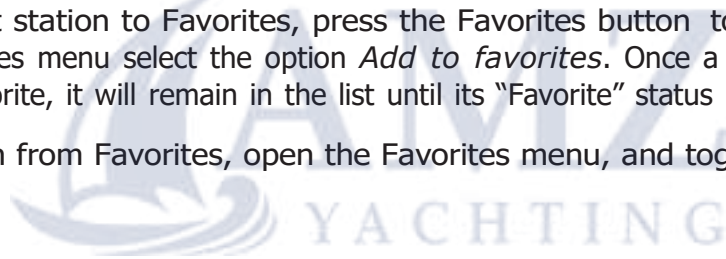 station to Favorites, press the Favorites button to
es menu select the option Add to favorites. Once a
orite, it will remain in the list until its “Favorite” status
from Favorites, open the Favorites menu, and tog
AMZ
YACHTING